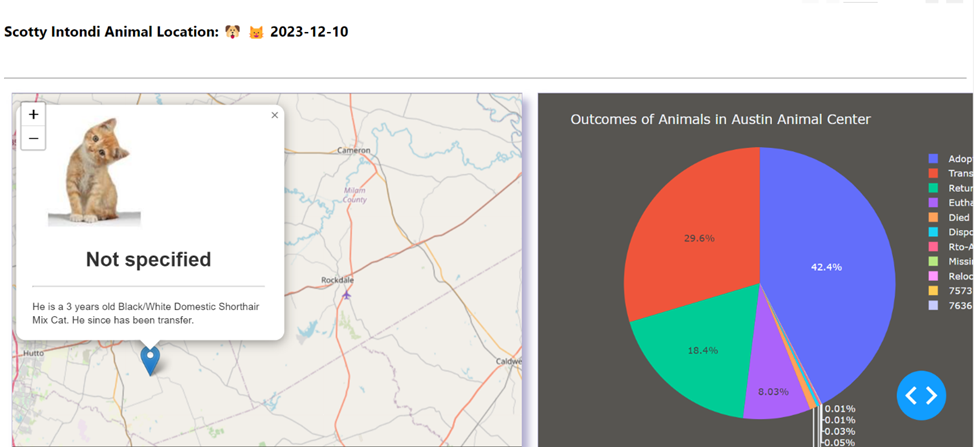 Scotty Intondi Animal Location: 🐶 🐱 2023-12-10
+
−
×
Not specified
He is a 3 years old Black/White Domestic Shorthair
Mix Cat. He since has been transfer.
Cameron
Milam
County
Rockdale
Hutto
Caldwe
Outcomes of Animals in Austin Animal Center
29.6%
42.4%
18.4%
8.03%
0.01%
0.01%
0.03%
0.05%
Adop
Trans
Retur
Eutha
Died
Dispo
Rto-A
Missi
Reloc
7573
7636